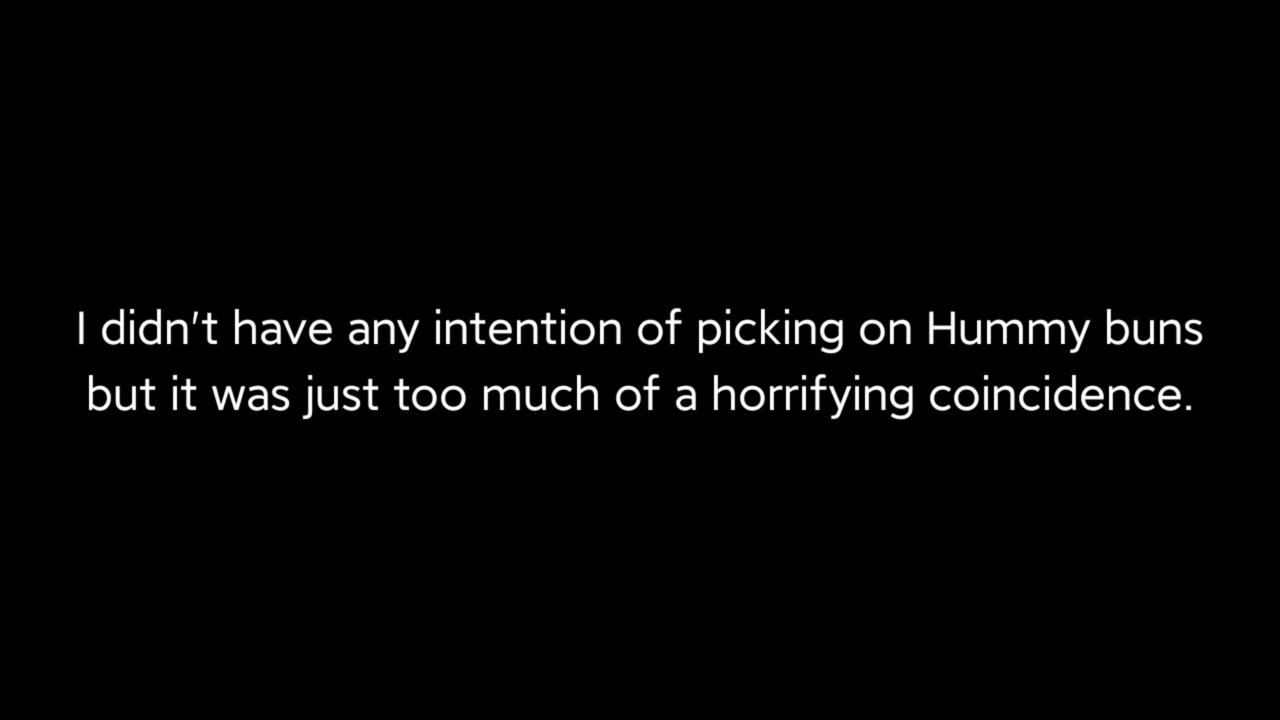 I didn't have any intention of picking on Hummy buns
but it was just too much of a horrifying coincidence.